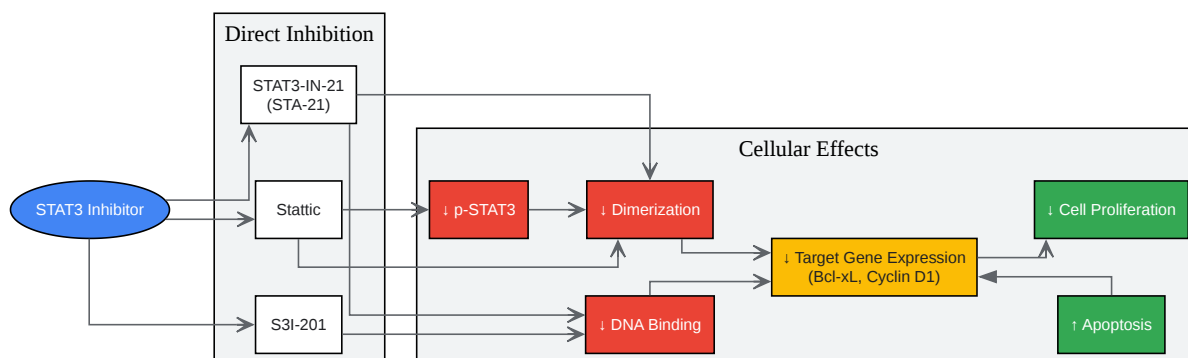 Direct Inhibition
STAT3-IN-21
(STA-21)
Cellular Effects
STAT3 Inhibitor
Stattic
↓ p-STAT3
↓ Dimerization
↓ Cell Proliferation
↓ Target Gene Expression
(Bcl-xL, Cyclin D1)
S3I-201
↓ DNA Binding
↑ Apoptosis